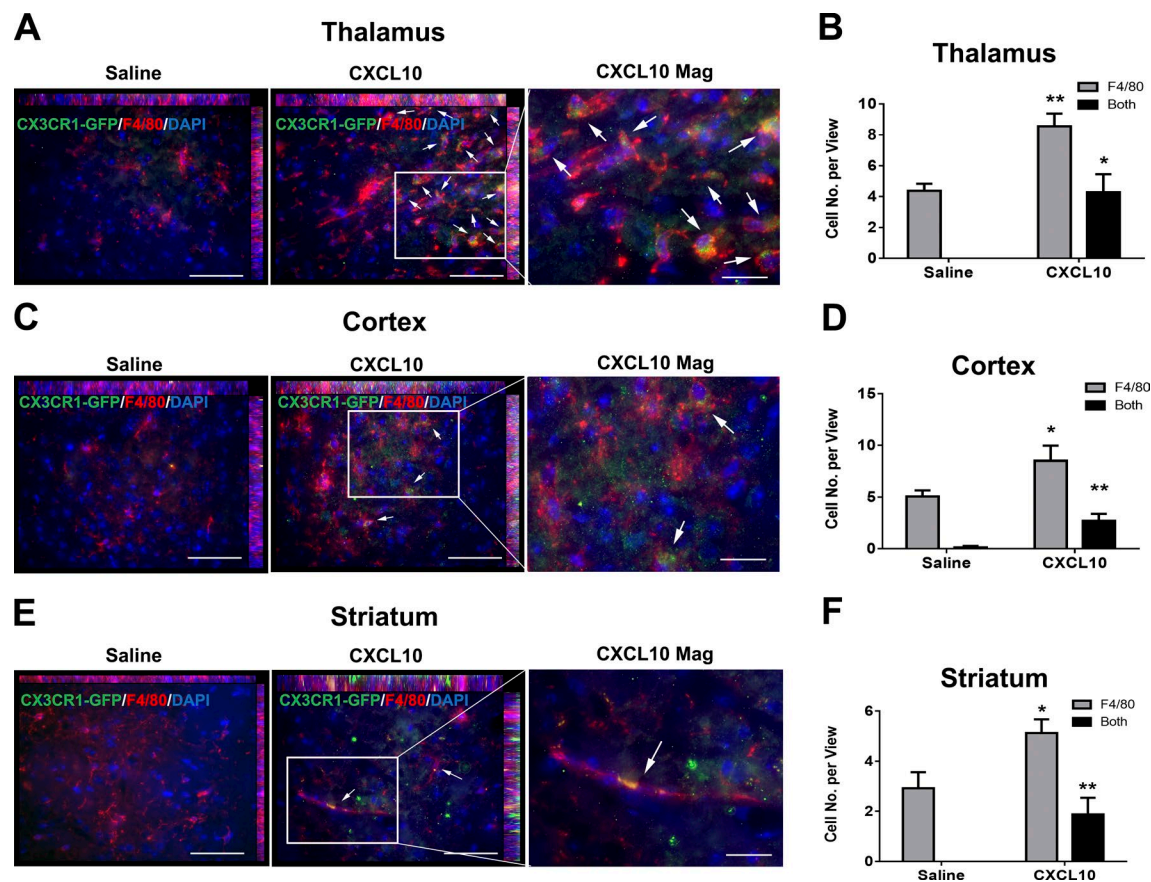 A
Thalamus
Saline
CXCL10
CXCL10 Mag
CX3CR1-GFP/F4/80/DAPI
CX3CR1-GFP/F4/80/DAPI
B
Thalamus
F4/80
Both
Cell No. per View
10
8
6
4
2
0
**
*
Saline
CXCL10
C
Cortex
Saline
CXCL10
CXCL10 Mag
CX3CR1-GFP/F4/80/DAPI
CX3CR1-GFP/F4/80/DAPI
D
Cortex
F4/80
Both
Cell No. per View
15
10
5
0
*
**
Saline
CXCL10
E
Striatum
Saline
CXCL10
CXCL10 Mag
CX3CR1-GFP/F4/80/DAPI
CX3CR1-GFP/F4/80/DAPI
F
Striatum
F4/80
Both
Cell No. per View
6
4
2
0
*
**
Saline
CXCL10